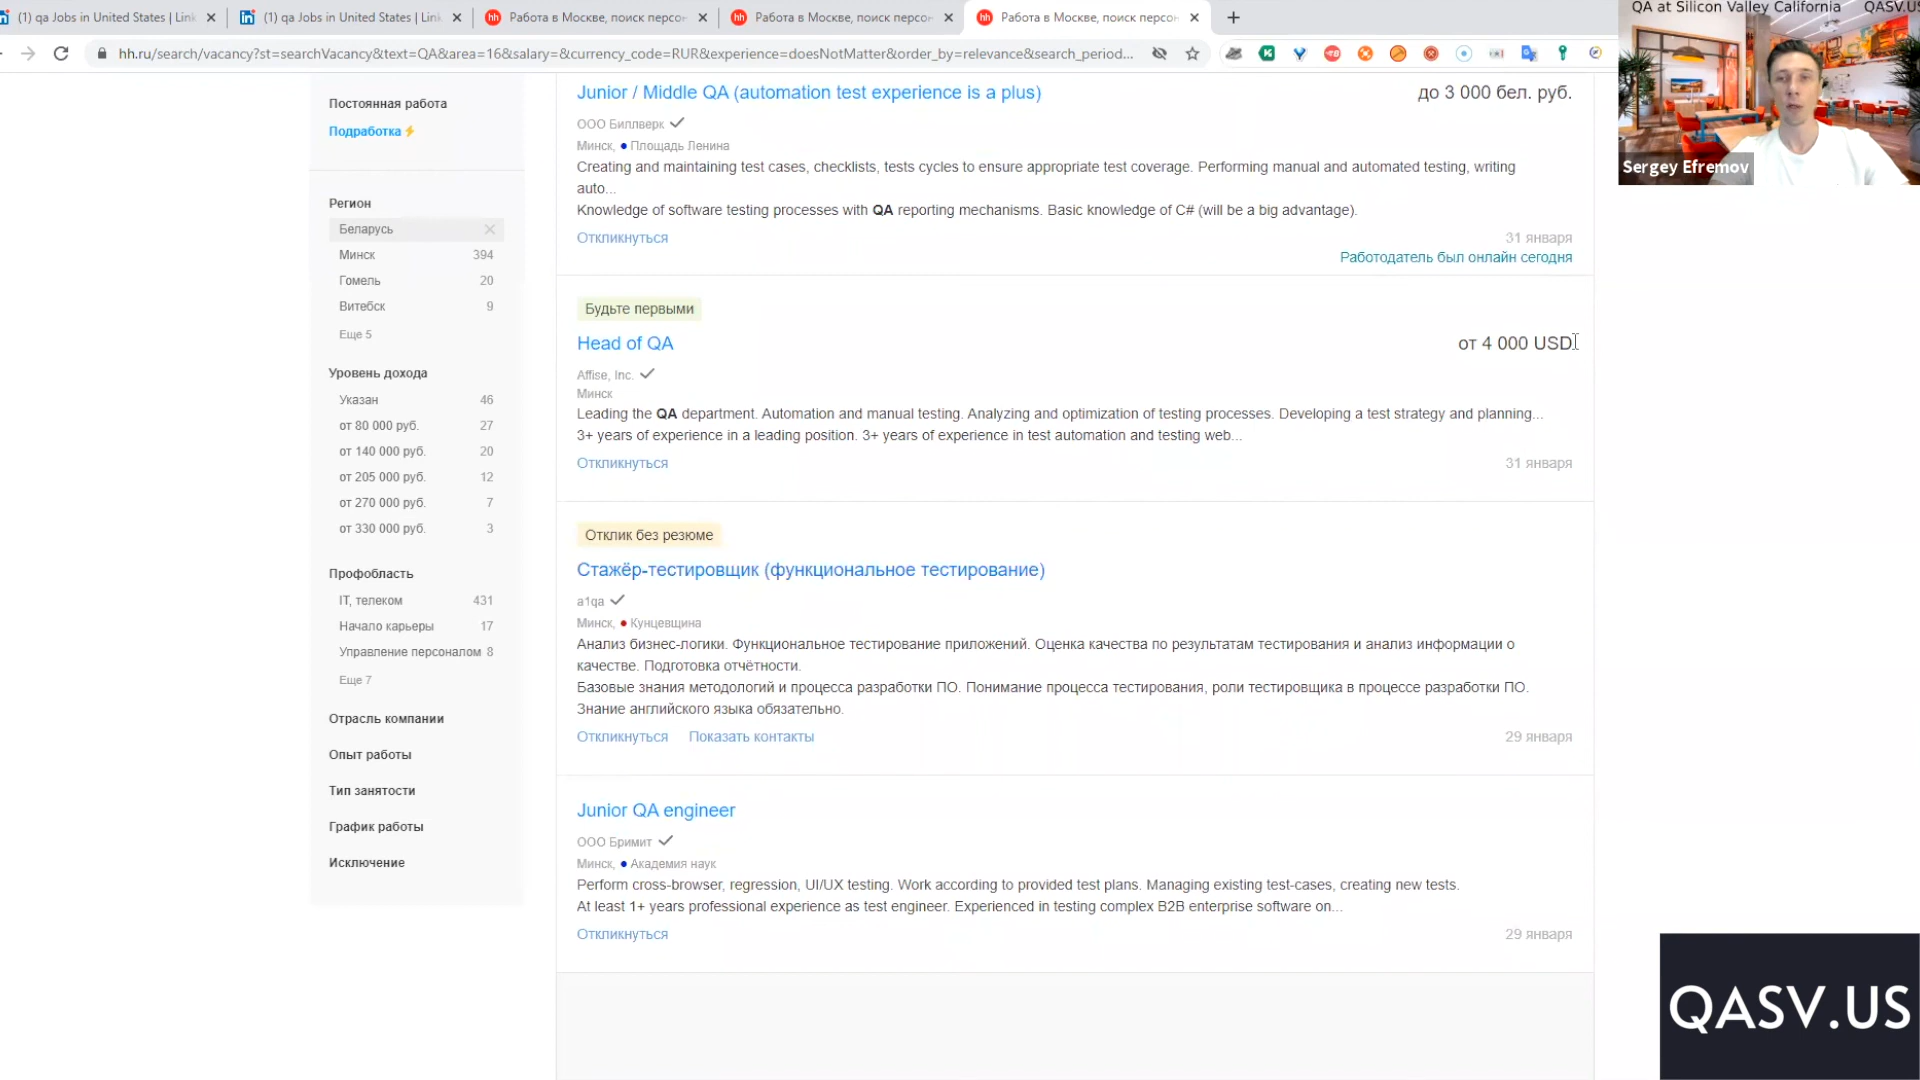 (1) qa Jobs in United States | Link
(1) qa Jobs in United States | Link
Работа в Москве, поиск персон
Работа в Москве, поиск персон
Работа в Москве, поиск персон
hh.ru/search/vacancy?st=searchVacancy&text=QA&area=16&salary=&currency_code=RUR&experience=doesNotMatter&order_by=relevance&search_period...
QA at Silicon Valley California QASV.US
Sergey Efremov
Постоянная работа
Подработка
Регион
Беларусь
Минск 394
Гомель 20
Витебск 9
Еще 5
Уровень дохода
Указан 46
от 80 000 руб. 27
от 140 000 руб. 20
от 205 000 руб. 12
от 270 000 руб. 7
от 330 000 руб. 3
Профобласть
IT, телеком 431
Начало карьеры 17
Управление персоналом 8
Еще 7
Отрасль компании
Опыт работы
Тип занятости
График работы
Исключение
Junior / Middle QA (automation test experience is a plus) до 3 000 бел. руб.
ООО Биллверк
Минск, Площадь Ленина
Creating and maintaining test cases, checklists, tests cycles to ensure appropriate test coverage. Performing manual and automated testing, writing
auto...
Knowledge of software testing processes with QA reporting mechanisms. Basic knowledge of C# (will be a big advantage).
Откликнуться 31 января
Работодатель был онлайн сегодня
Будьте первыми
Head of QA от 4 000 USD
Affise, Inc.
Минск
Leading the QA department. Automation and manual testing. Analyzing and optimization of testing processes. Developing a test strategy and planning...
3+ years of experience in a leading position. 3+ years of experience in test automation and testing web...
Откликнуться 31 января
Отклик без резюме
Стажёр-тестировщик (функциональное тестирование)
a1qa
Минск, Кунцевщина
Анализ бизнес-логики. Функциональное тестирование приложений. Оценка качества по результатам тестирования и анализ информации о
качестве. Подготовка отчётности.
Базовые знания методологий и процесса разработки ПО. Понимание процесса тестирования, роли тестировщика в процессе разработки ПО.
Знание английского языка обязательно.
Откликнуться Показать контакты 29 января
Junior QA engineer
ООО Бримит
Минск, Академия наук
Perform cross-browser, regression, UI/UX testing. Work according to provided test plans. Managing existing test-cases, creating new tests.
At least 1+ years professional experience as test engineer. Experienced in testing complex B2B enterprise software on...
Откликнуться 29 января
QASV.US